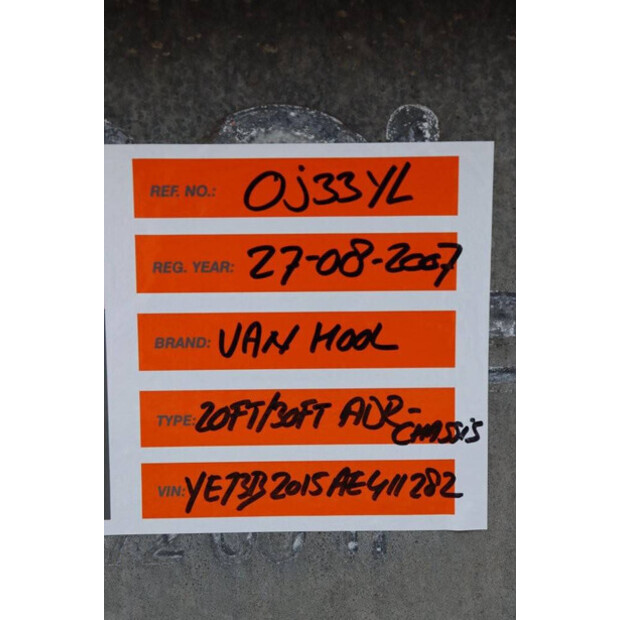 REF. NO.: OJ33YL
REG. YEAR: 27-08-2007
BRAND: VAN HOOL
TYPE: 20FT/30FT ADR-CHASSIS
VIN: YE73B2015AE411282